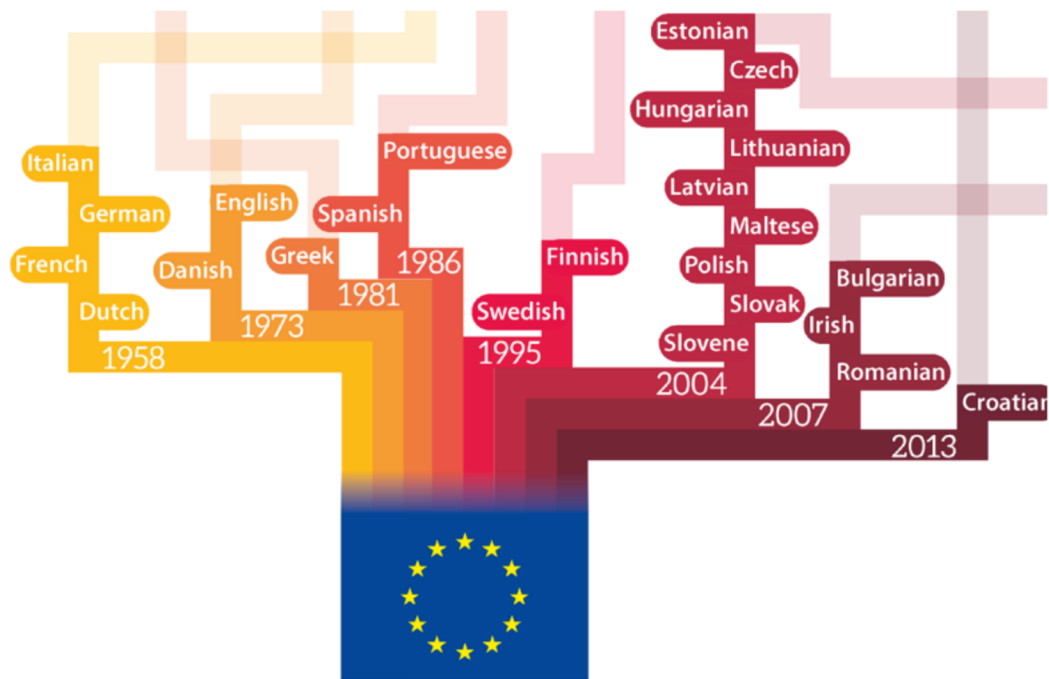 Italian
German
French
Dutch
1958
English
Danish
1973
Greek
1981
Portuguese
Spanish
1986
Finnish
Swedish
1995
Estonian
Czech
Hungarian
Lithuanian
Latvian
Maltese
Polish
Slovak
Slovene
2004
Bulgarian
Irish
Romanian
2007
Croatian
2013